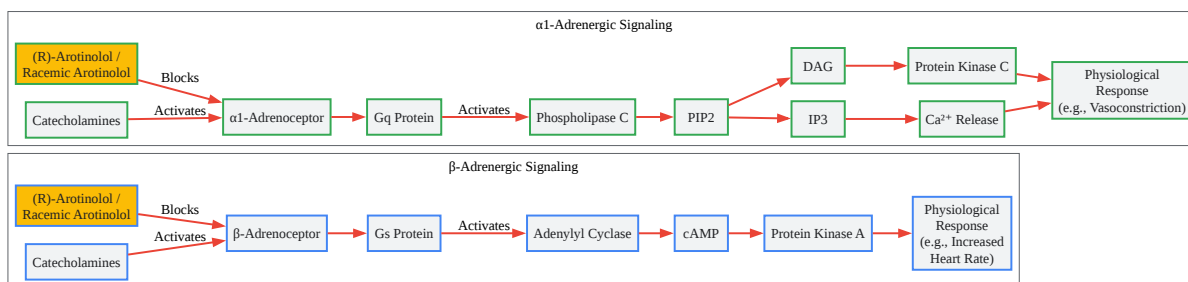 α1-Adrenergic Signaling
(R)-Arotinolol /
Racemic Arotinolol
Blocks
Catecholamines
Activates
α1-Adrenoceptor
Gq Protein
Activates
Phospholipase C
PIP2
DAG
IP3
Protein Kinase C
Ca²⁺ Release
Physiological
Response
(e.g., Vasoconstriction)
β-Adrenergic Signaling
(R)-Arotinolol /
Racemic Arotinolol
Blocks
Catecholamines
Activates
β-Adrenoceptor
Gs Protein
Activates
Adenylyl Cyclase
cAMP
Protein Kinase A
Physiological
Response
(e.g., Increased
Heart Rate)